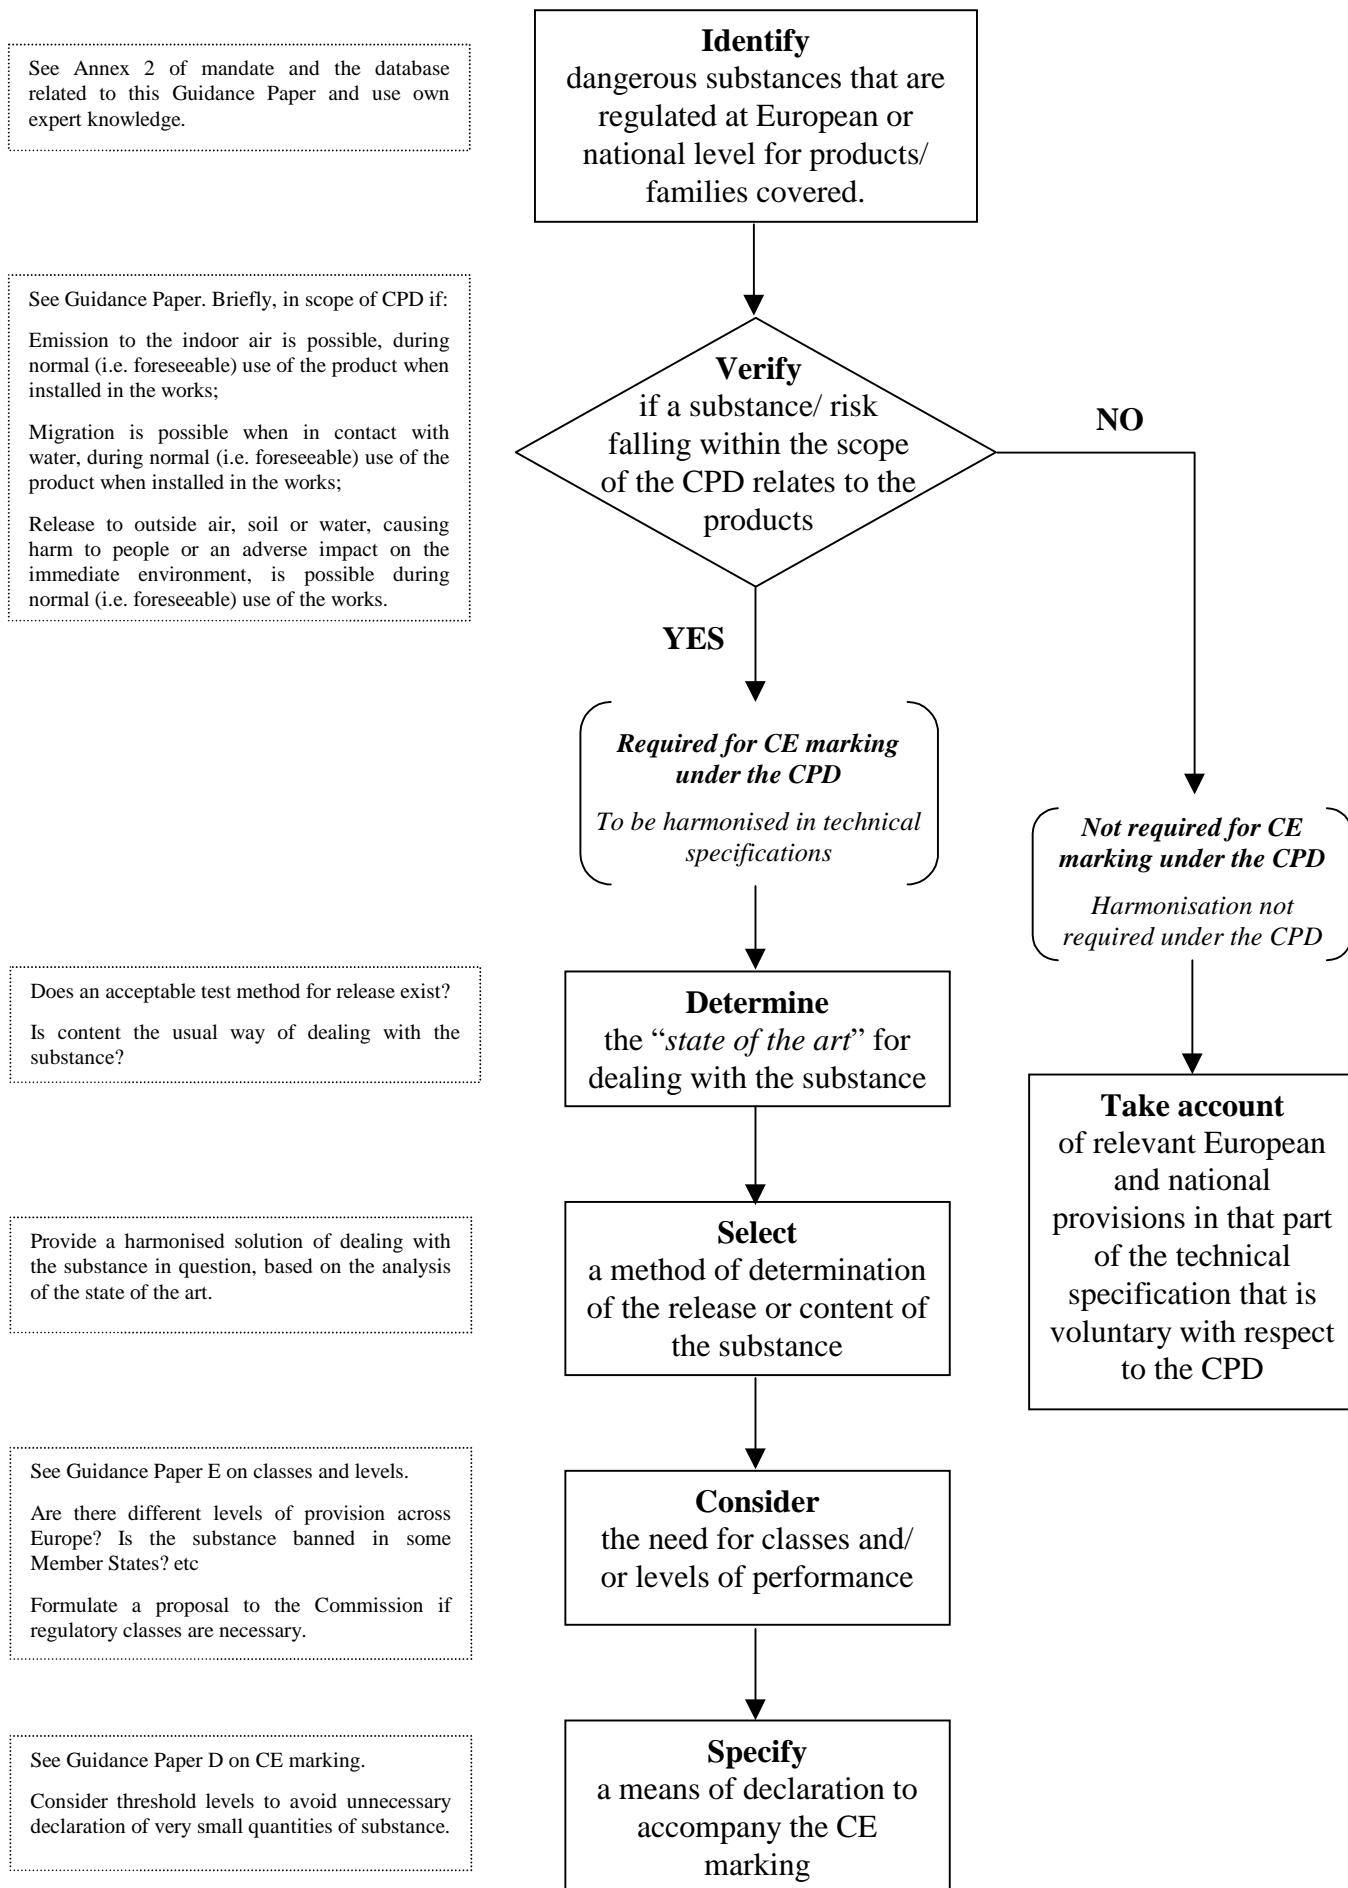 See Annex 2 of mandate and the database
related to this Guidance Paper and use own
expert knowledge.
Identify
dangerous substances that are
regulated at European or
national level for products/
families covered.
See Guidance Paper. Briefly, in scope of CPD if:
Emission to the indoor air is possible, during
normal (i.e. foreseeable) use of the product when
installed in the works;
Migration is possible when in contact with
water, during normal (i.e. foreseeable) use of the
product when installed in the works;
Release to outside air, soil or water, causing
harm to people or an adverse impact on the
immediate environment, is possible during
normal (i.e. foreseeable) use of the works.
Verify
if a substance/ risk
falling within the scope
of the CPD relates to the
products
NO
YES
Required for CE marking
under the CPD
To be harmonised in technical
specifications
Not required for CE
marking under the CPD
Harmonisation not
required under the CPD
Does an acceptable test method for release exist?
Is content the usual way of dealing with the
substance?
Determine
the “state of the art” for
dealing with the substance
Take account
of relevant European
and national
provisions in that part
of the technical
specification that is
voluntary with respect
to the CPD
Provide a harmonised solution of dealing with
the substance in question, based on the analysis
of the state of the art.
Select
a method of determination
of the release or content of
the substance
See Guidance Paper E on classes and levels.
Are there different levels of provision across
Europe? Is the substance banned in some
Member States? etc
Formulate a proposal to the Commission if
regulatory classes are necessary.
Consider
the need for classes and/
or levels of performance
See Guidance Paper D on CE marking.
Consider threshold levels to avoid unnecessary
declaration of very small quantities of substance.
Specify
a means of declaration to
accompany the CE
marking